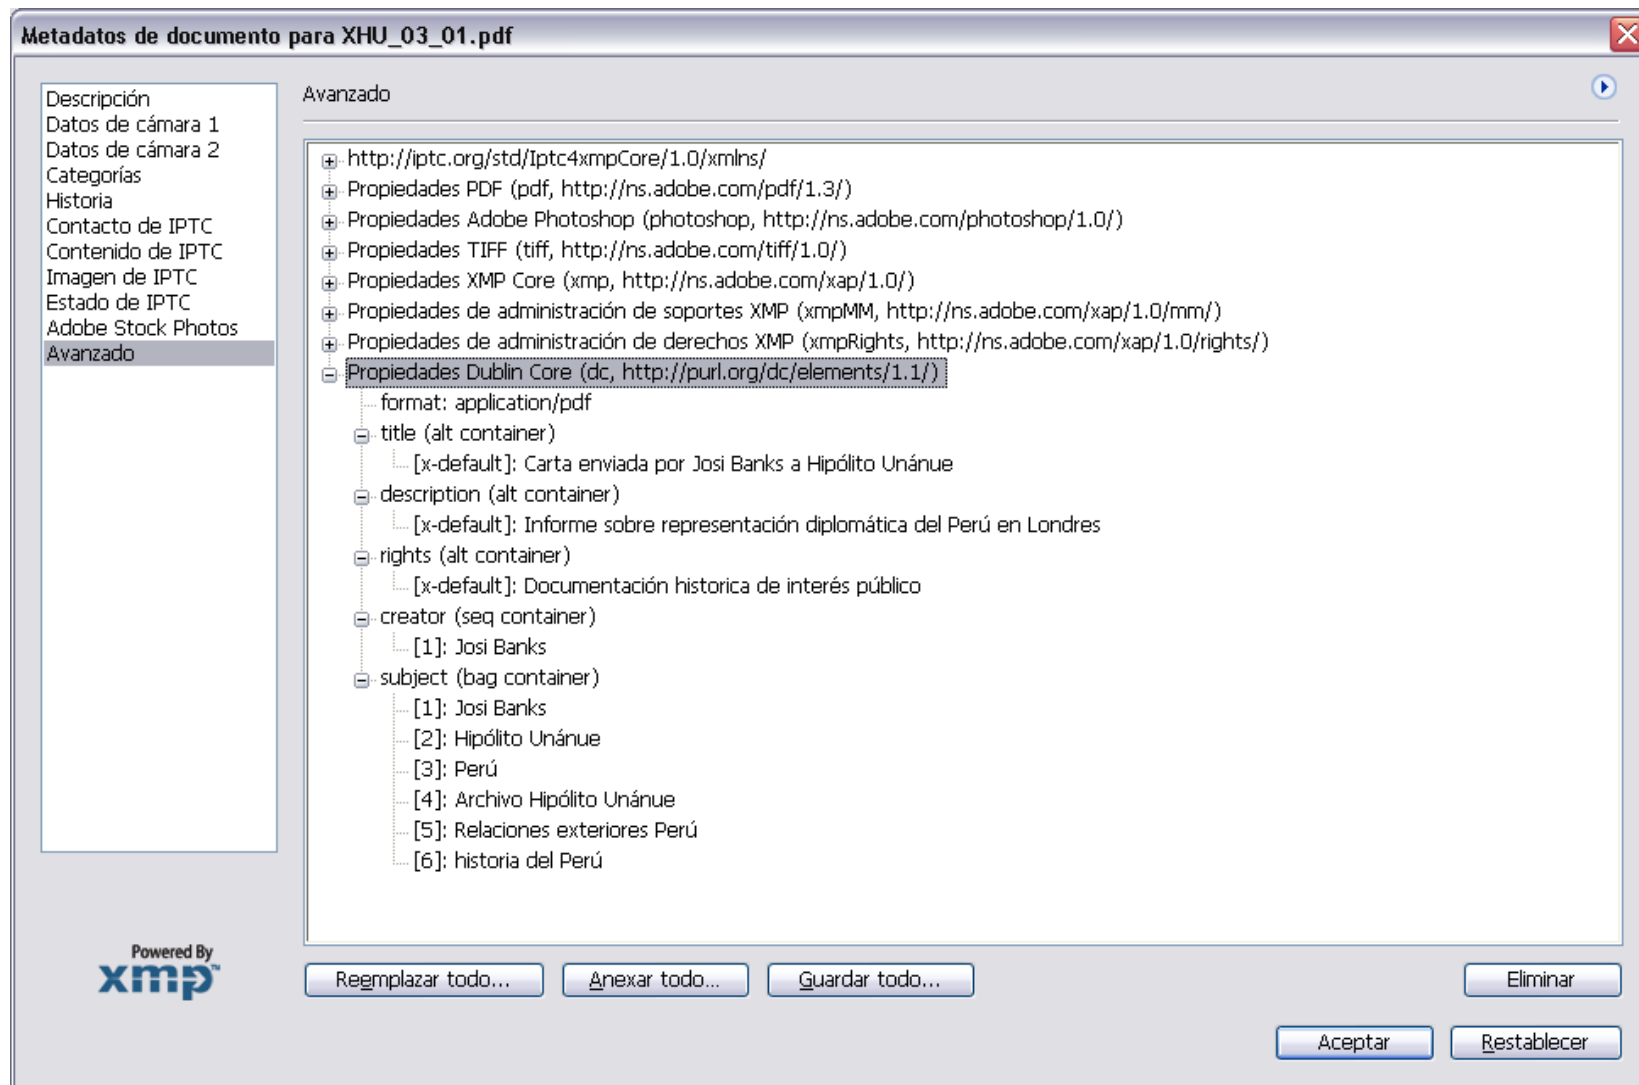 Metadatos de documento para XHU_03_01.pdf
Descripción
Datos de cámara 1
Datos de cámara 2
Categorías
Historia
Contacto de IPTC
Contenido de IPTC
Imagen de IPTC
Estado de IPTC
Adobe Stock Photos
Avanzado
Avanzado
http://iptc.org/std/Iptc4xmpCore/1.0/xmlns/
Propiedades PDF (pdf, http://ns.adobe.com/pdf/1.3/)
Propiedades Adobe Photoshop (photoshop, http://ns.adobe.com/photoshop/1.0/)
Propiedades TIFF (tiff, http://ns.adobe.com/tiff/1.0/)
Propiedades XMP Core (xmp, http://ns.adobe.com/xap/1.0/)
Propiedades de administración de soportes XMP (xmpMM, http://ns.adobe.com/xap/1.0/mm/)
Propiedades de administración de derechos XMP (xmpRights, http://ns.adobe.com/xap/1.0/rights/)
Propiedades Dublin Core (dc, http://purl.org/dc/elements/1.1/)
format: application/pdf
title (alt container)
[x-default]: Carta enviada por Josi Banks a Hipólito Unánue
description (alt container)
[x-default]: Informe sobre representación diplomática del Perú en Londres
rights (alt container)
[x-default]: Documentación historica de interés público
creator (seq container)
[1]: Josi Banks
subject (bag container)
[1]: Josi Banks
[2]: Hipólito Unánue
[3]: Perú
[4]: Archivo Hipólito Unánue
[5]: Relaciones exteriores Perú
[6]: historia del Perú
Powered By
xmp™
Reemplazar todo... Anexar todo... Guardar todo... Eliminar
Aceptar Restablecer